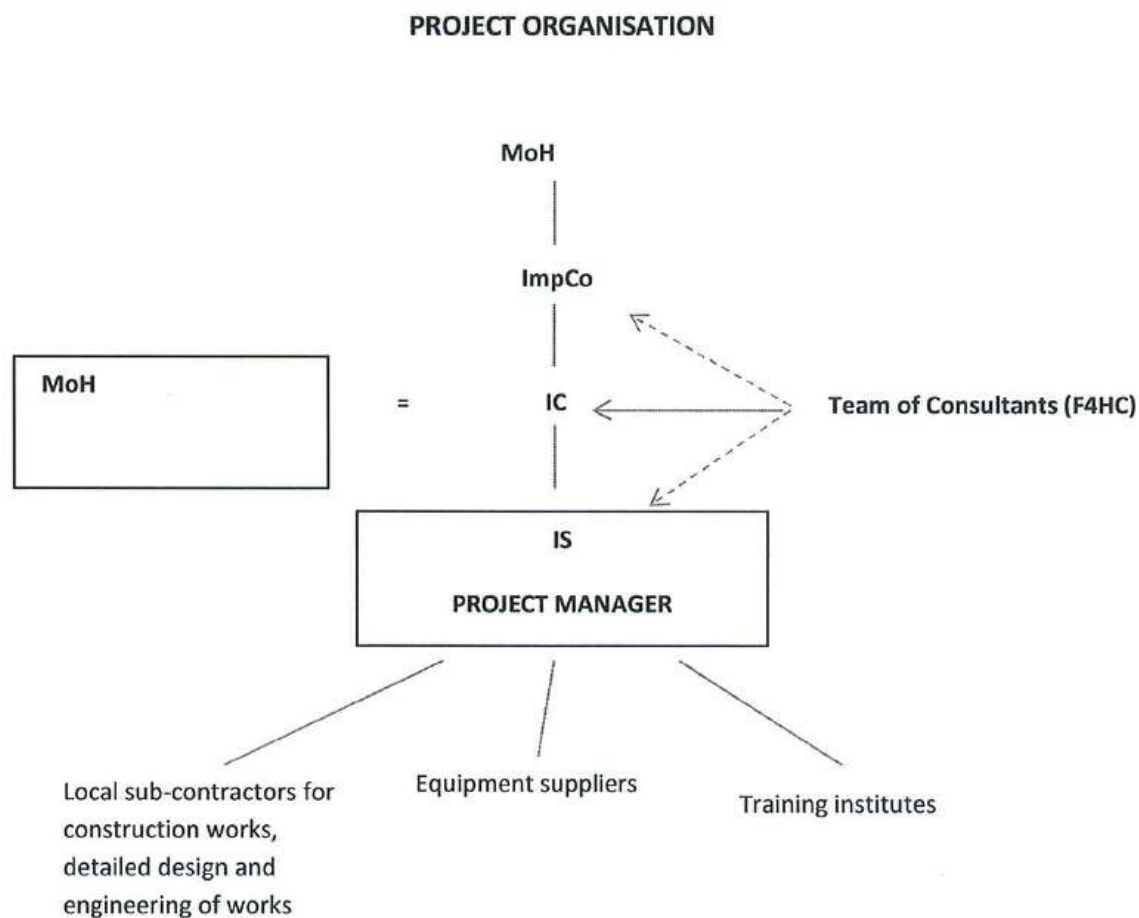 PROJECT ORGANISATION
MoH
ImpCo
MoH
=
IC
Team of Consultants (F4HC)
IS
PROJECT MANAGER
Local sub-contractors for
construction works,
detailed design and
engineering of works
Equipment suppliers
Training institutes